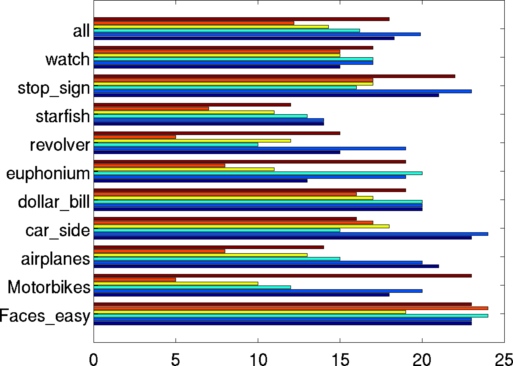 all
watch
stop_sign
starfish
revolver
euphonium
dollar_bill
car_side
airplanes
Motorbikes
Faces_easy
0 5 10 15 20 25